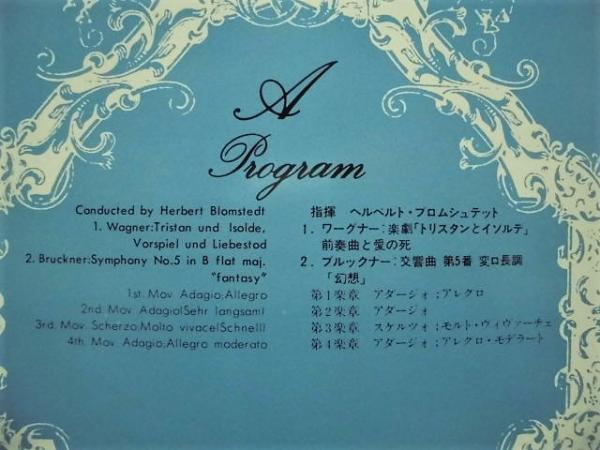 A
Program
Conducted by Herbert Blomstedt
1. Wagner:Tristan und Isolde,
Vorspiel und Liebestod
2. Bruckner:Symphony No.5 in B flat maj.
"fantasy"
1st. Mov. Adagio;Allegro
2nd. Mov. Adagio(Sehr langsam)
3rd. Mov. Scherzo;Molto vivace(Schnell)
4th. Mov. Adagio;Allegro moderato
指揮 ヘルベルト・ブロムシュテット
1. ワーグナー:楽劇「トリスタンとイソルデ」
前奏曲と愛の死
2. ブルックナー:交響曲 第5番 変ロ長調
「幻想」
第1楽章 アダージォ;アレグロ
第2楽章 アダージォ
第3楽章 スケルツォ;モルト・ヴィヴァーチェ
第4楽章 アダージォ;アレグロ・モデラート